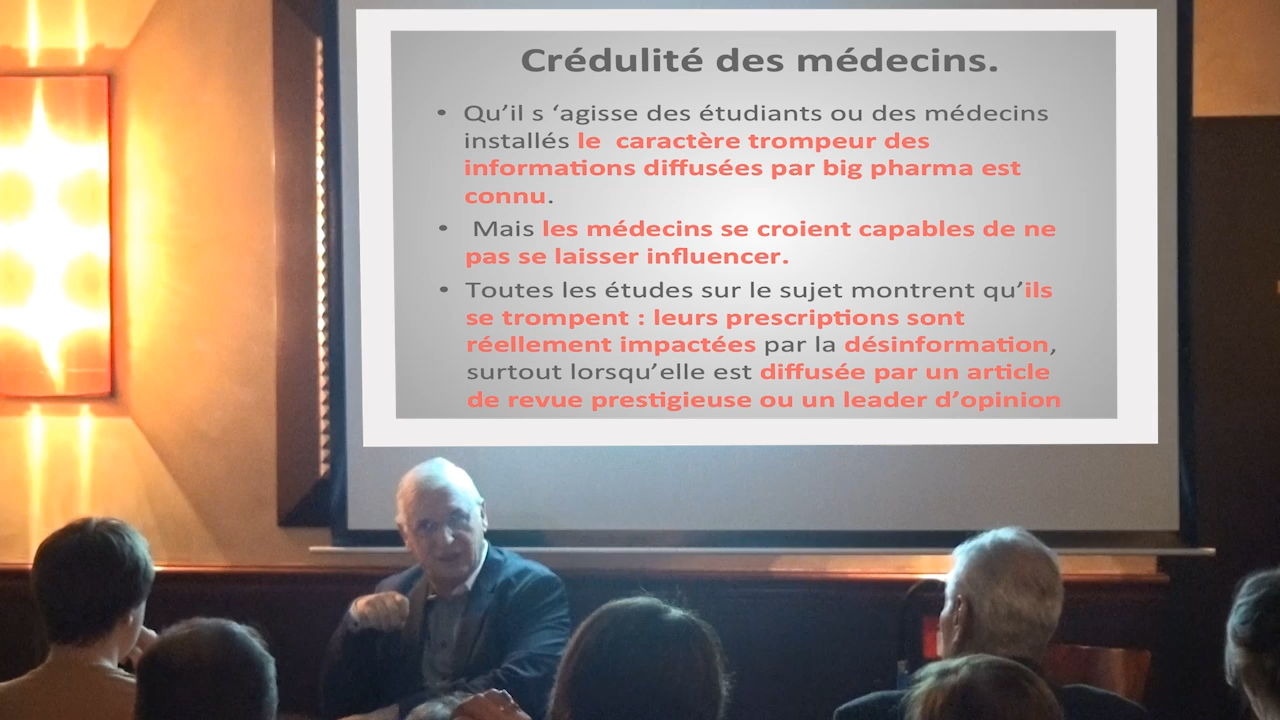 Crédulité des médecins.
• Qu’il s ‘agisse des étudiants ou des médecins
installés le caractère trompeur des
informations diffusées par big pharma est
connu.
• Mais les médecins se croient capables de ne
pas se laisser influencer.
• Toutes les études sur le sujet montrent qu’ils
se trompent : leurs prescriptions sont
réellement impactées par la désinformation,
surtout lorsqu’elle est diffusée par un article
de revue prestigieuse ou un leader d’opinion